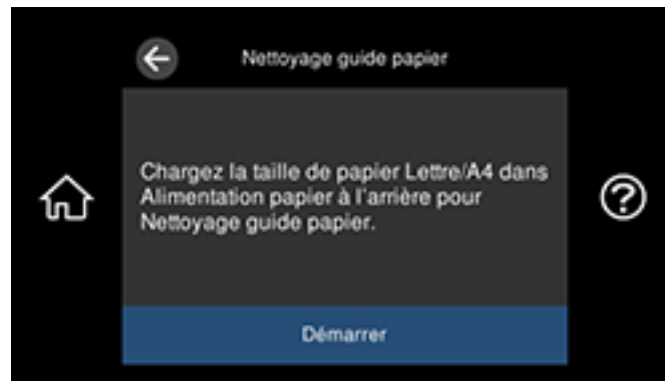 Nettoyage guide papier
Chargez la taille de papier Lettre/A4 dans
Alimentation papier à l'arrière pour
Nettoyage guide papier.
Démarrer